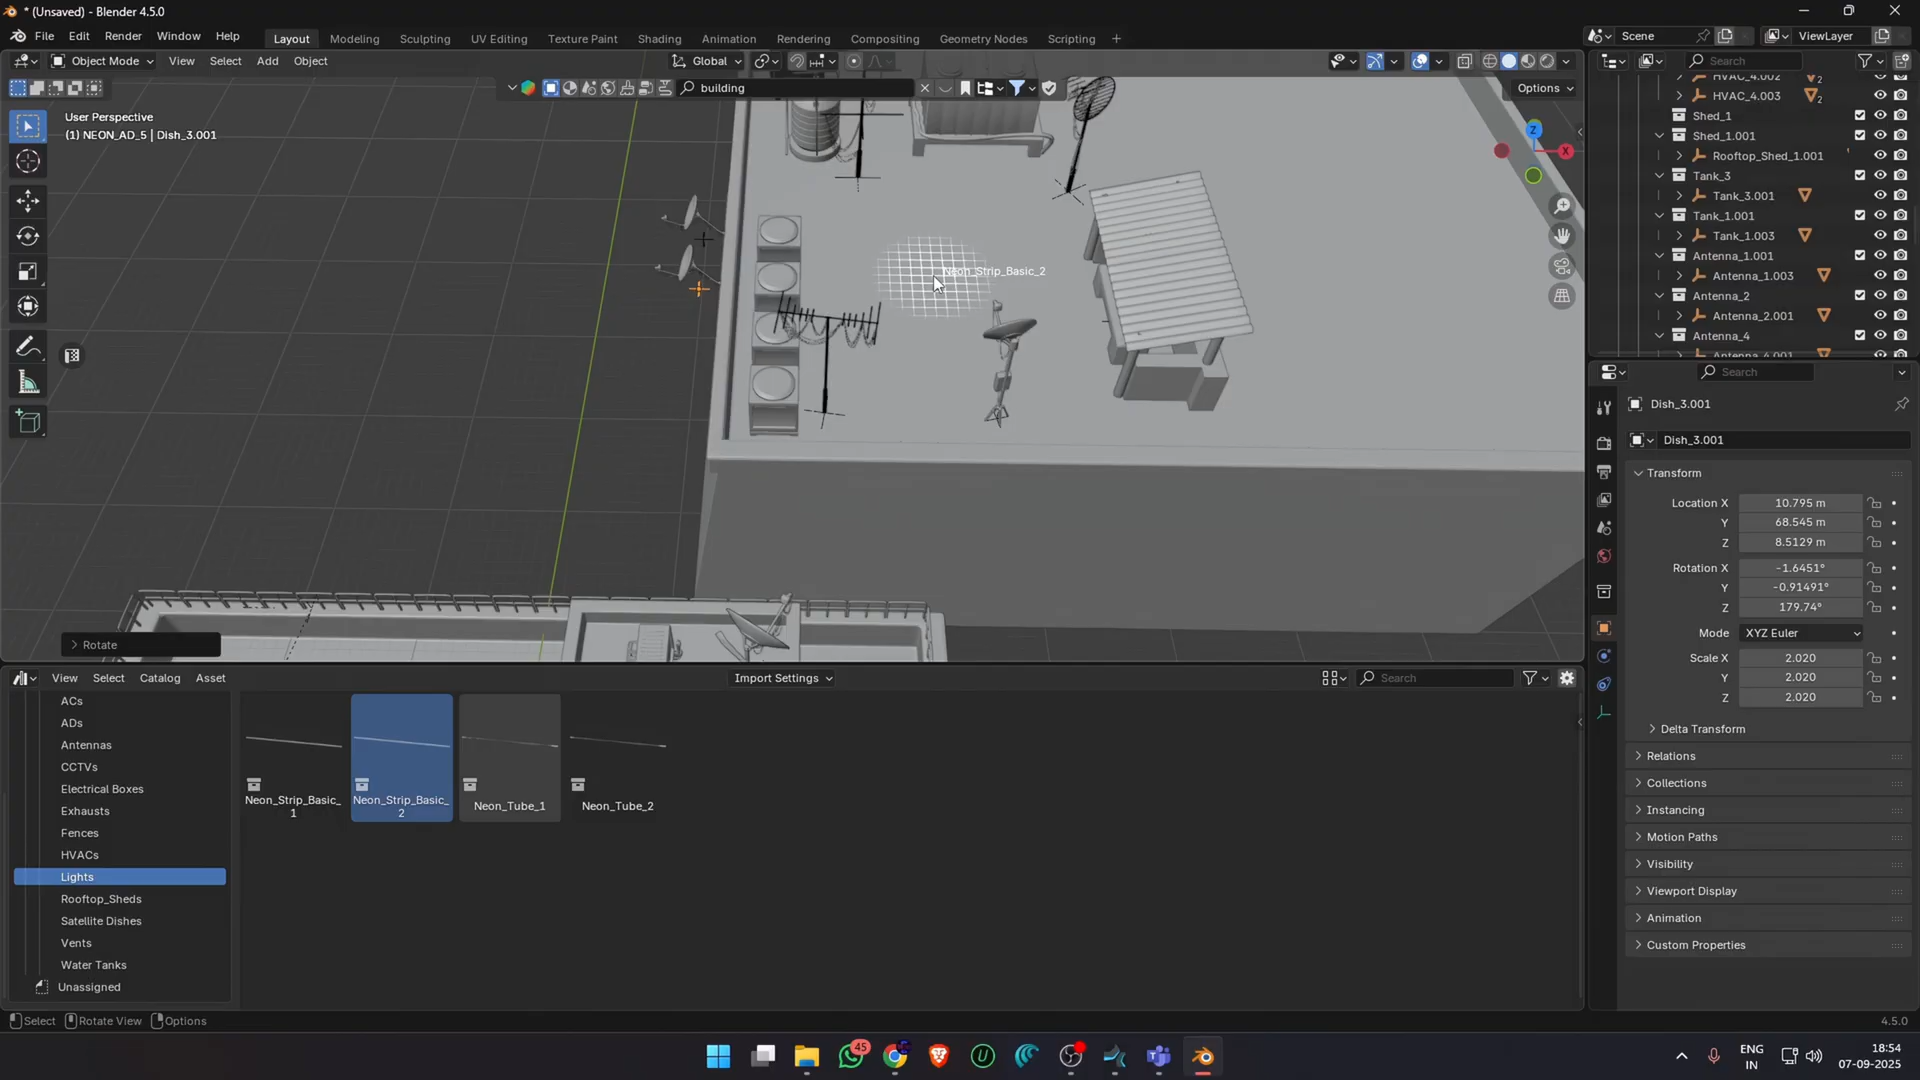 * (Unsaved) - Blender 4.5.0
File Edit Render Window Help
Layout Modeling Sculpting UV Editing Texture Paint Shading Animation Rendering Compositing Geometry Nodes Scripting +
Scene
ViewLayer
Object Mode View Select Add Object
Global
Search
building
Options
User Perspective
(1) NEON_AD_5 | Dish_3.001
Z
X
Neon_Strip_Basic_2
Rotate
HVAC_4.002
2
HVAC_4.003
2
Shed_1
Shed_1.001
Rooftop_Shed_1.001
Tank_3
Tank_3.001
Tank_1.001
Tank_1.003
Antenna_1.001
Antenna_1.003
Antenna_2
Antenna_2.001
Antenna_4
Antenna_4.001
Search
Dish_3.001
Dish_3.001
Transform
Location X 10.795 m
Y 68.545 m
Z 8.5129 m
Rotation X -1.6451°
Y -0.91491°
Z 179.74°
Mode XYZ Euler
Scale X 2.020
Y 2.020
Z 2.020
Delta Transform
Relations
Collections
Instancing
Motion Paths
Visibility
Viewport Display
Animation
Custom Properties
View Select Catalog Asset
Import Settings
Search
ACs
ADs
Antennas
CCTVs
Electrical Boxes
Exhausts
Fences
HVACs
Lights
Rooftop_Sheds
Satellite Dishes
Vents
Water Tanks
Unassigned
Neon_Strip_Basic_
1
Neon_Strip_Basic_
2
Neon_Tube_1
Neon_Tube_2
Select Rotate View Options
4.5.0
45
ENG
IN
18:54
07-09-2025